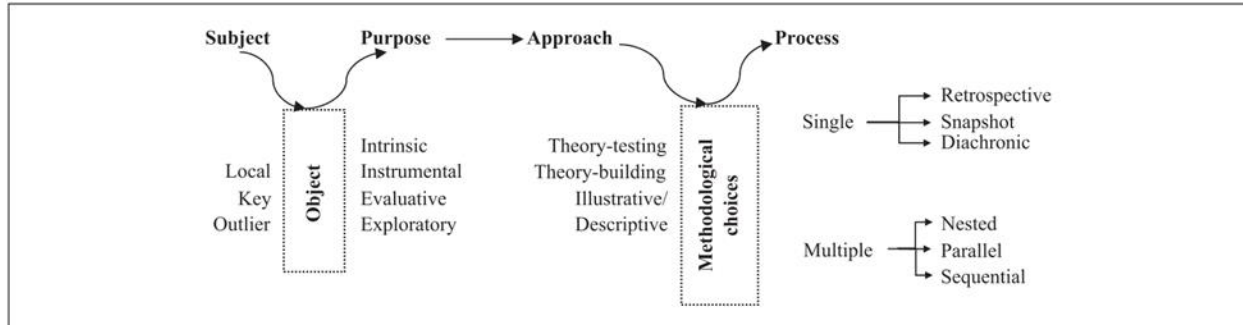 Subject
Purpose
Approach
Process
Local
Key
Outlier
Object
Intrinsic
Instrumental
Evaluative
Exploratory
Theory-testing
Theory-building
Illustrative/
Descriptive
Methodological
choices
Single
Retrospective
Snapshot
Diachronic
Multiple
Nested
Parallel
Sequential